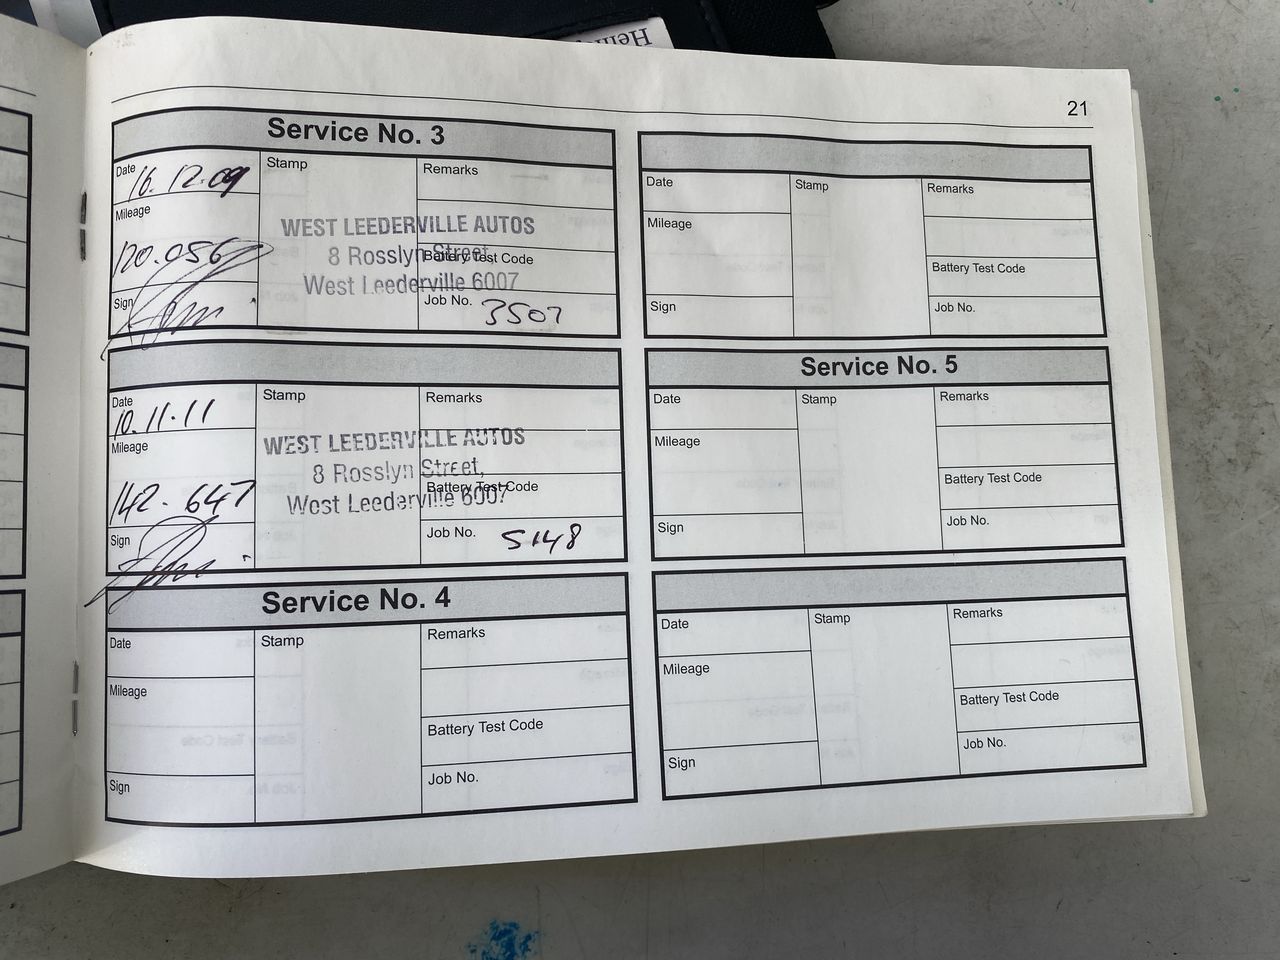 Hem
21
Service No. 3
Date 16.12.09
Mileage
120.056
Sign
Stamp
WEST LEEDERVILLE AUTOS
8 Rosslyn Street,
West Leederville 6007
Remarks
Battery Test Code
Job No. 3507
Date
Mileage
Sign
Stamp
Remarks
Battery Test Code
Job No.
Date
10.11.11
Mileage
142-647
Sign
Stamp
WEST LEEDERVILLE AUTOS
8 Rosslyn Street,
West Leederville 6007
Remarks
Battery Test Code
Job No. 5148
Service No. 5
Date
Mileage
Sign
Stamp
Remarks
Battery Test Code
Job No.
Service No. 4
Date
Mileage
Sign
Stamp
Remarks
Battery Test Code
Job No.
Date
Mileage
Sign
Stamp
Remarks
Battery Test Code
Job No.